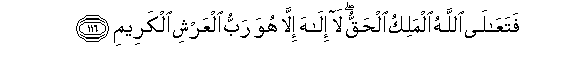 فَتَعَٰلَى ٱللَّهُ ٱلْمَلِكُ ٱلْحَقُّ ۖ لَآ إِلَٰهَ إِلَّا هُوَ رَبُّ ٱلْعَرْشِ ٱلْكَرِيمِ ﴿١١٦﴾